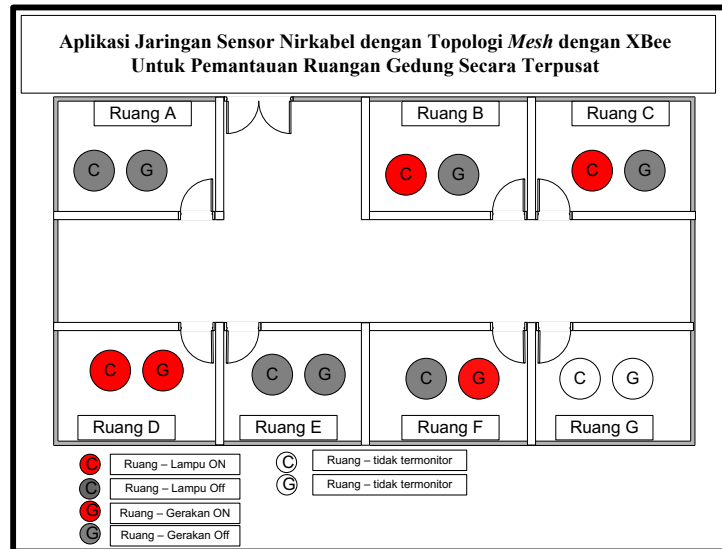 Aplikasi Jaringan Sensor Nirkabel dengan Topologi Mesh dengan XBee
Untuk Pemantauan Ruangan Gedung Secara Terpusat
Ruang A
Ruang B
Ruang C
C G
C G
C G
C G
C G
C G
C G
Ruang D
Ruang E
Ruang F
Ruang G
C Ruang – Lampu ON
C Ruang – Lampu Off
G Ruang – Gerakan ON
G Ruang – Gerakan Off
C Ruang – tidak termonitor
G Ruang – tidak termonitor